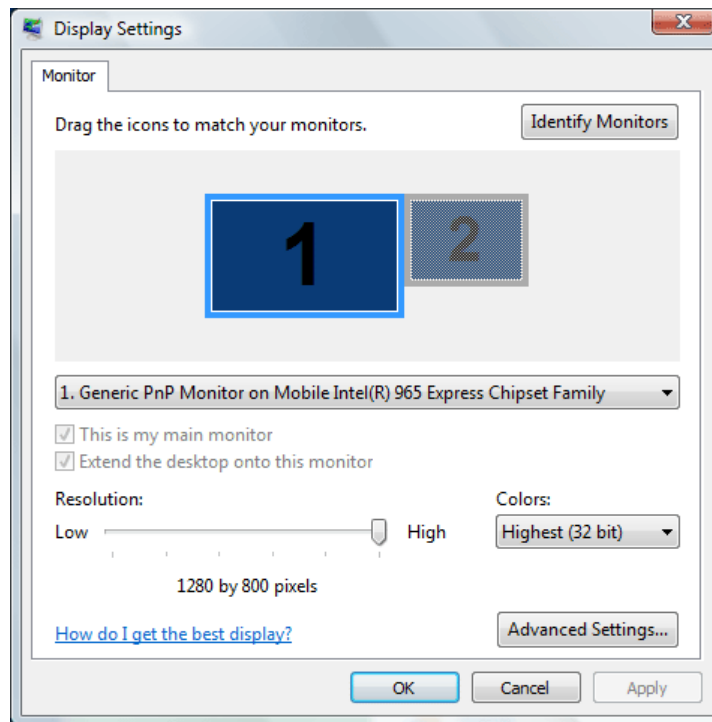 Display Settings
Monitor
Drag the icons to match your monitors.
Identify Monitors
1
2
1. Generic PnP Monitor on Mobile Intel(R) 965 Express Chipset Family
This is my main monitor
Extend the desktop onto this monitor
Resolution:
Colors:
Low
High
Highest (32 bit)
1280 by 800 pixels
How do I get the best display?
Advanced Settings...
OK
Cancel
Apply